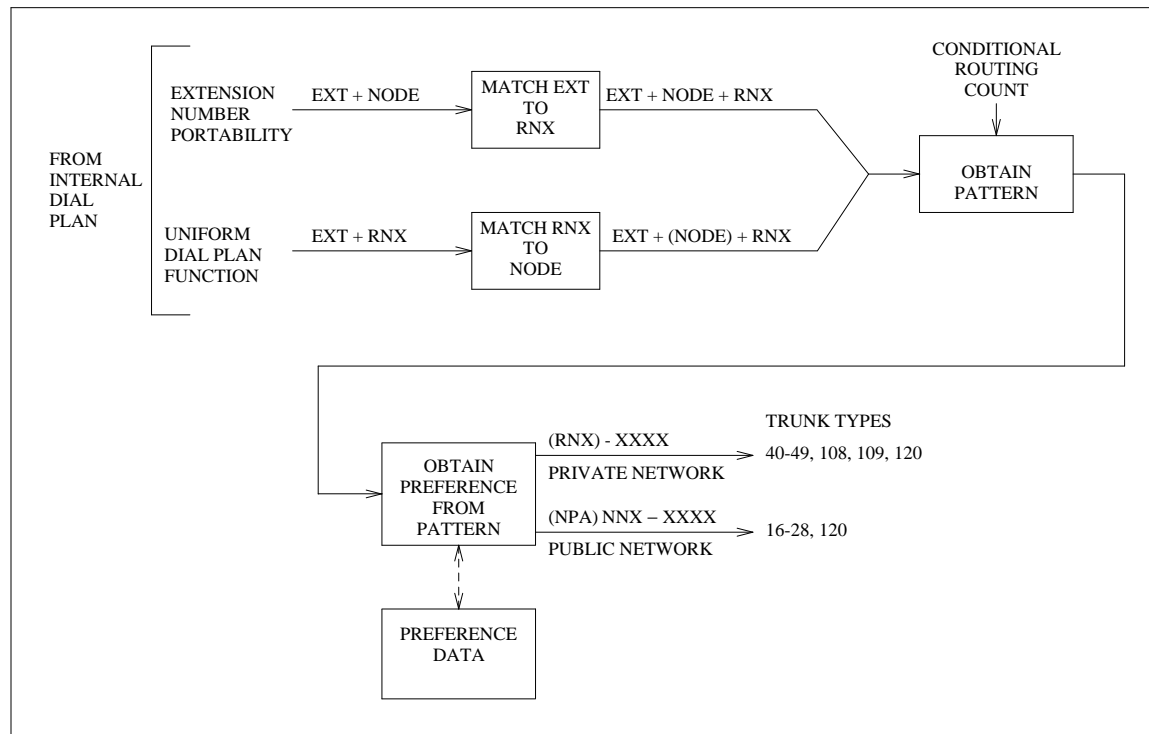 CONDITIONAL
ROUTING
COUNT
EXTENSION
NUMBER
PORTABILITY
EXT + NODE
MATCH EXT
TO
RNX
EXT + NODE + RNX
FROM
INTERNAL
DIAL
PLAN
OBTAIN
PATTERN
UNIFORM
DIAL PLAN
FUNCTION
EXT + RNX
MATCH RNX
TO
NODE
EXT + (NODE) + RNX
OBTAIN
PREFERENCE
FROM
PATTERN
(RNX) - XXXX
PRIVATE NETWORK
TRUNK TYPES
40-49, 108, 109, 120
(NPA) NNX – XXXX
PUBLIC NETWORK
16-28, 120
PREFERENCE
DATA